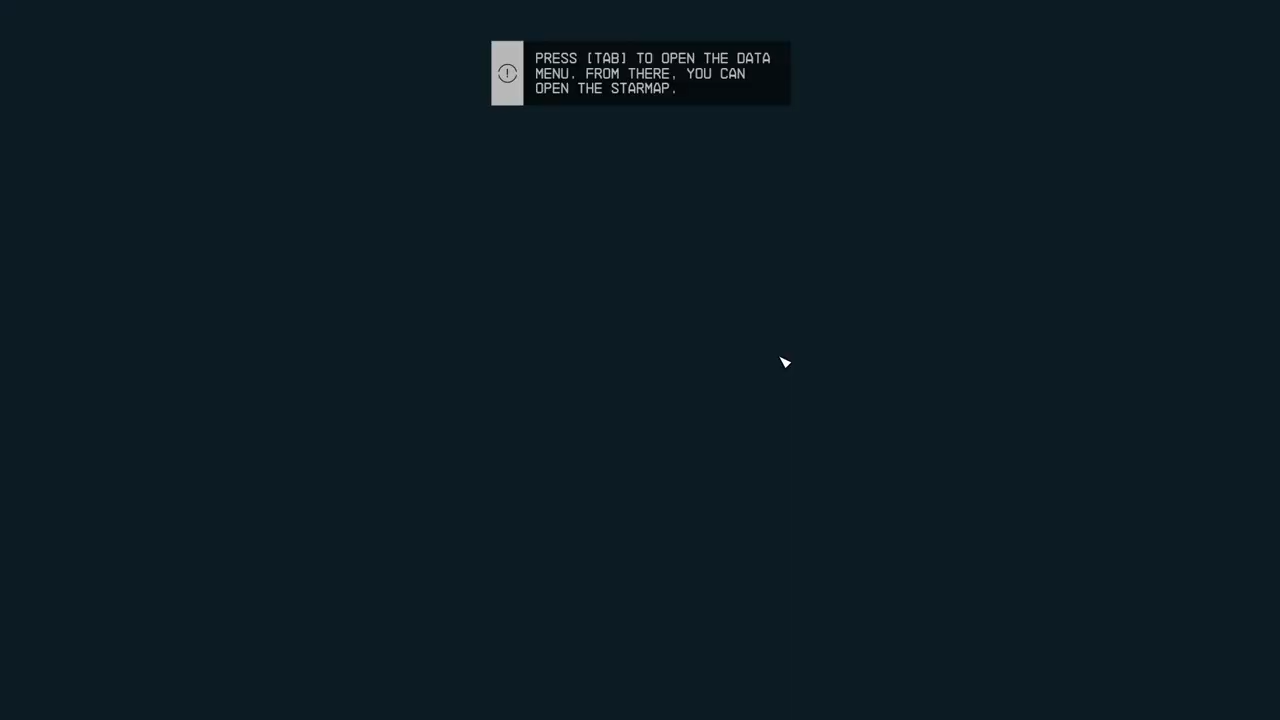 PRESS [TAB] TO OPEN THE DATA
MENU. FROM THERE, YOU CAN
OPEN THE STARMAP.